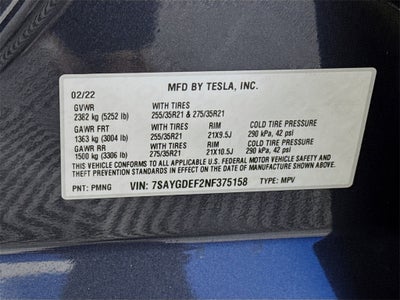 MFD BY TESLA, INC.
02/22
GVWR WITH TIRES
2382 kg (5252 lb) 255/35R21 & 275/35R21
GAWR FRT WITH TIRES RIM COLD TIRE PRESSURE
1363 kg (3004 lb) 255/35R21 21X9.5J 290 kPa, 42 psi
GAWR RR WITH TIRES RIM COLD TIRE PRESSURE
1500 kg (3306 lb) 275/35R21 21X10.5J 290 kPa, 42 psi
THIS VEHICLE CONFORMS TO ALL APPLICABLE U.S. FEDERAL MOTOR VEHICLE SAFETY AND
THEFT PREVENTION STANDARDS IN EFFECT ON THE DATE OF MANUFACTURE SHOWN ABOVE.
PNT: PMNG VIN: 7SAYGDEF2NF375158 TYPE: MPV